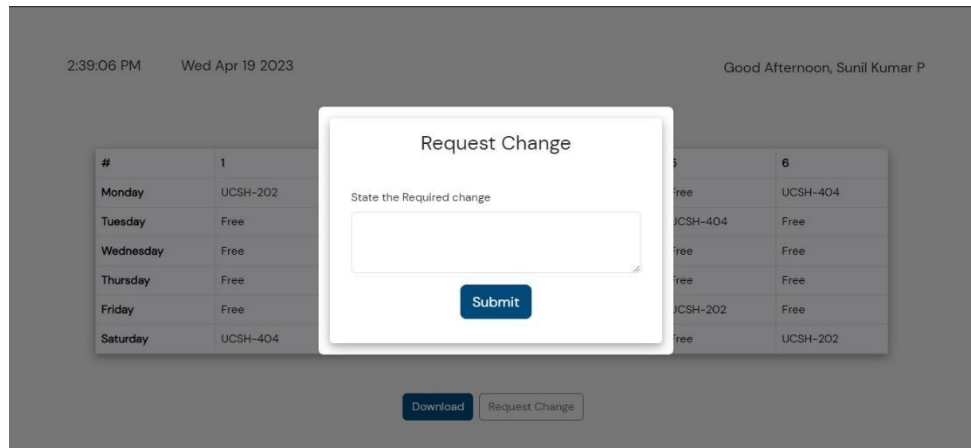 2:39:06 PM Wed Apr 19 2023 Good Afternoon, Sunil Kumar P
Request Change
# 1 6
State the Required change
Monday UCSH-202 UCSH-404
Tuesday Free Free
Wednesday Free Free
Thursday Free Free
Friday Free Free
Saturday UCSH-404 UCSH-202
Submit
Download Request Change